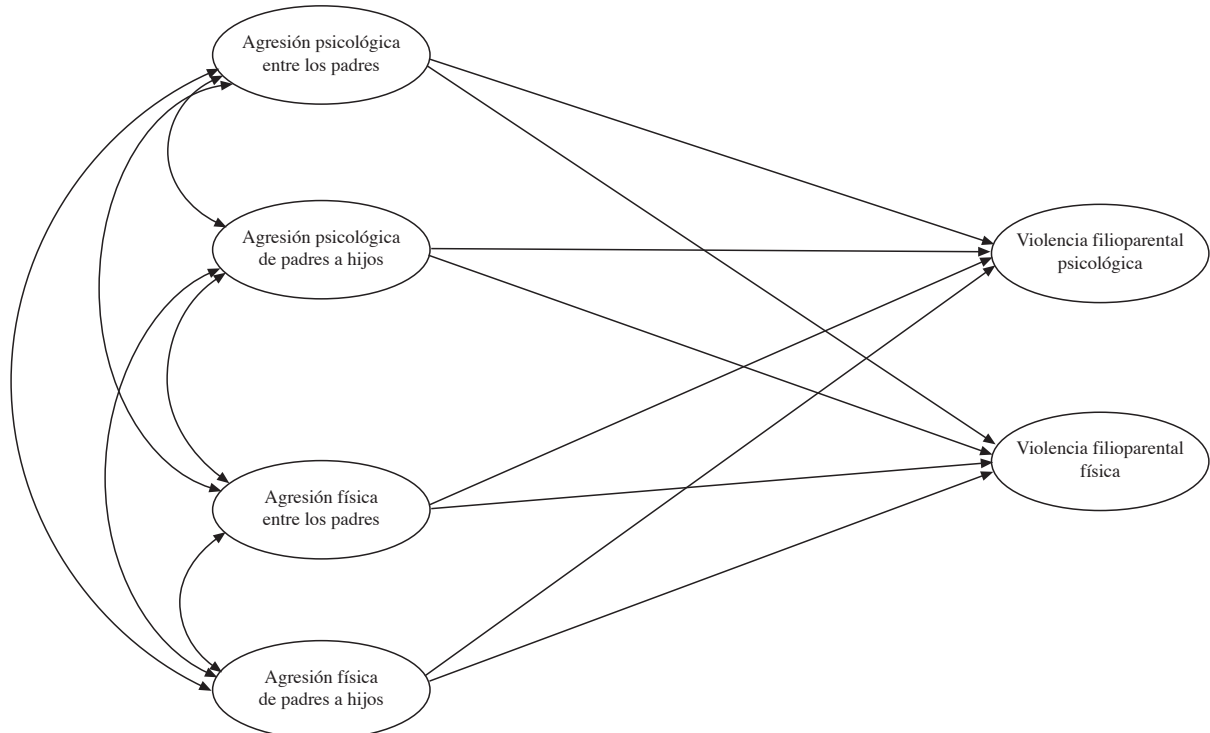 Agresión psicológica
entre los padres
Agresión psicológica
de padres a hijos
Violencia filioparental
psicológica
Violencia filioparental
física
Agresión física
entre los padres
Agresión física
de padres a hijos